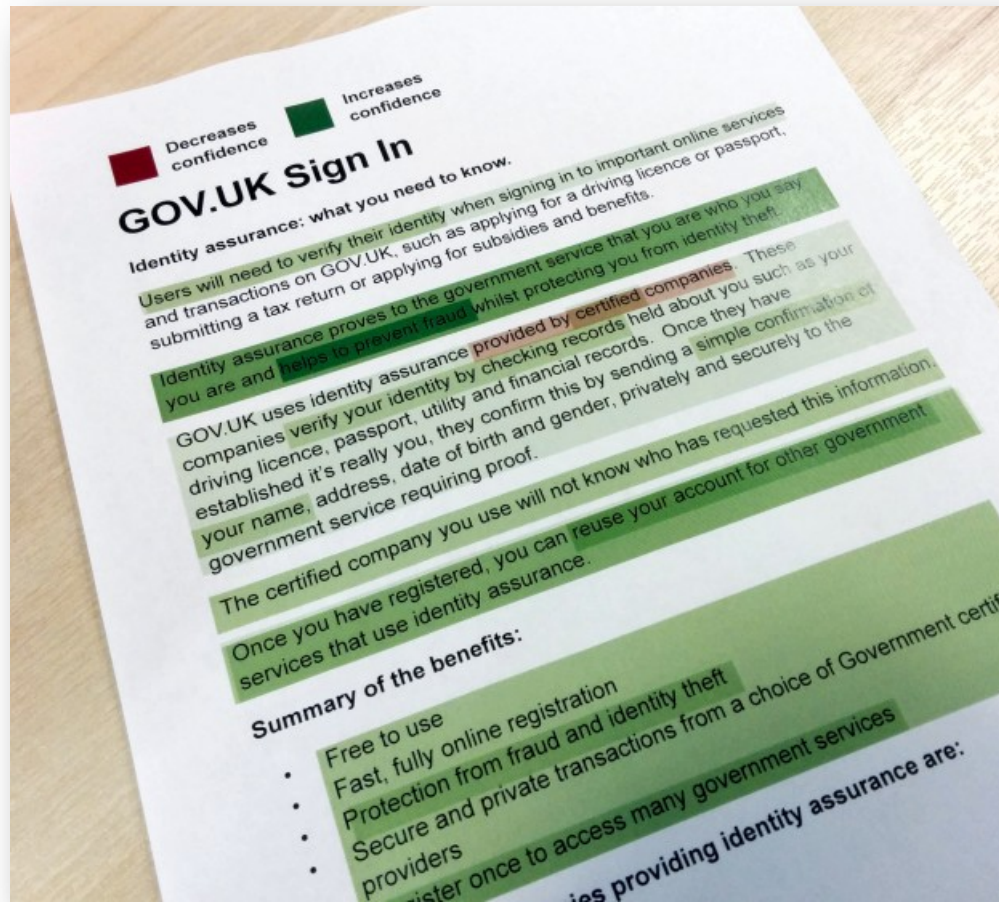 Decreases
confidence
Increases
confidence
GOV.UK Sign In
Identity assurance: what you need to know.
Users will need to verify their identity when signing in to important online services
and transactions on GOV.UK, such as applying for a driving licence or passport,
submitting a tax return or applying for subsidies and benefits.
Identity assurance proves to the government service that you are who you say
you are and helps to prevent fraud whilst protecting you from identity theft.
GOV.UK uses identity assurance provided by certified companies. These
companies verify your identity by checking records held about you such as your
driving licence, passport, utility and financial records. Once they have
established it's really you, they confirm this by sending a simple confirmation of
your name, address, date of birth and gender, privately and securely to the
government service requiring proof.
The certified company you use will not know who has requested this information.
Once you have registered, you can reuse your account for other government
services that use identity assurance.
Summary of the benefits:
• Free to use
• Fast, fully online registration
• Protection from fraud and identity theft
• Secure and private transactions from a choice of Government
providers
once to access many government services
providing identity assurance are: